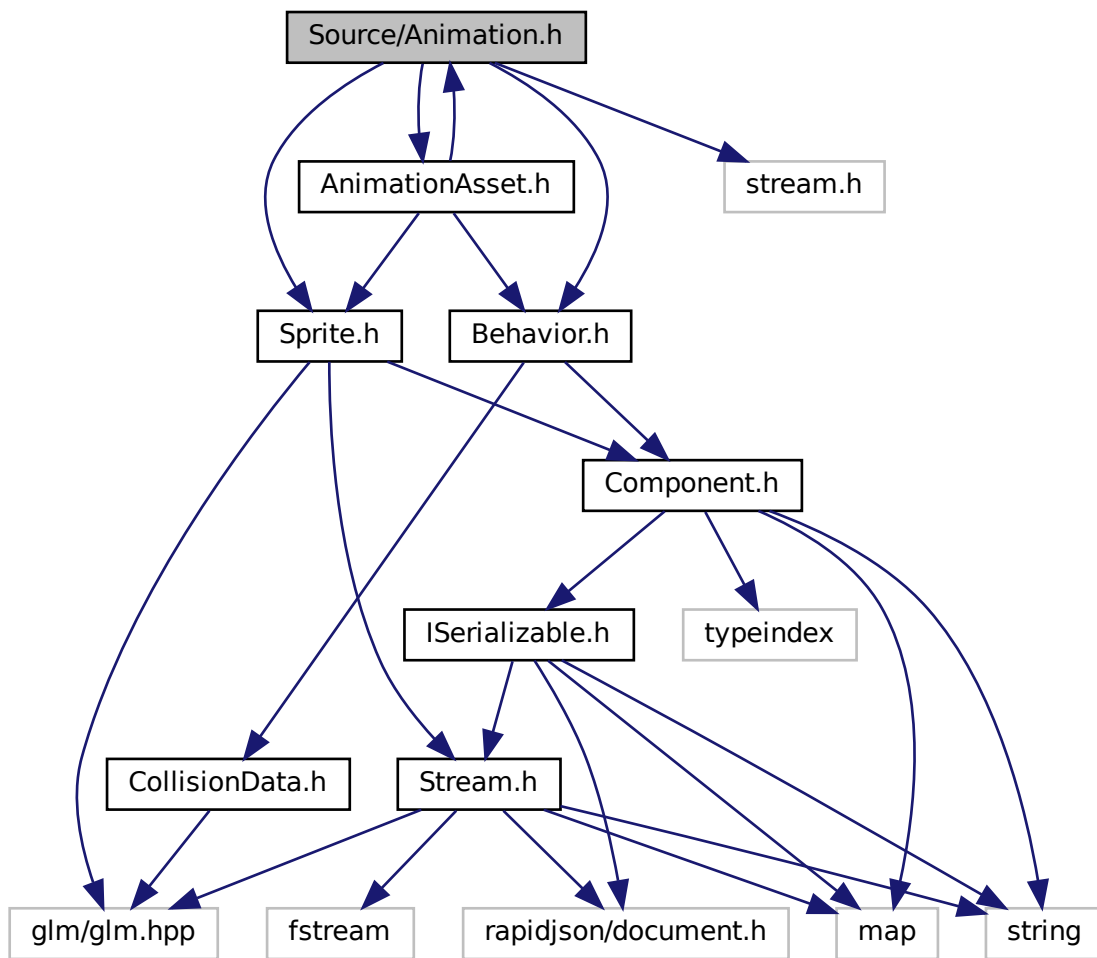 Source/Animation.h
AnimationAsset.h
stream.h
Sprite.h
Behavior.h
Component.h
ISerializable.h
typeindex
CollisionData.h
Stream.h
glm/glm.hpp
fstream
rapidjson/document.h
map
string